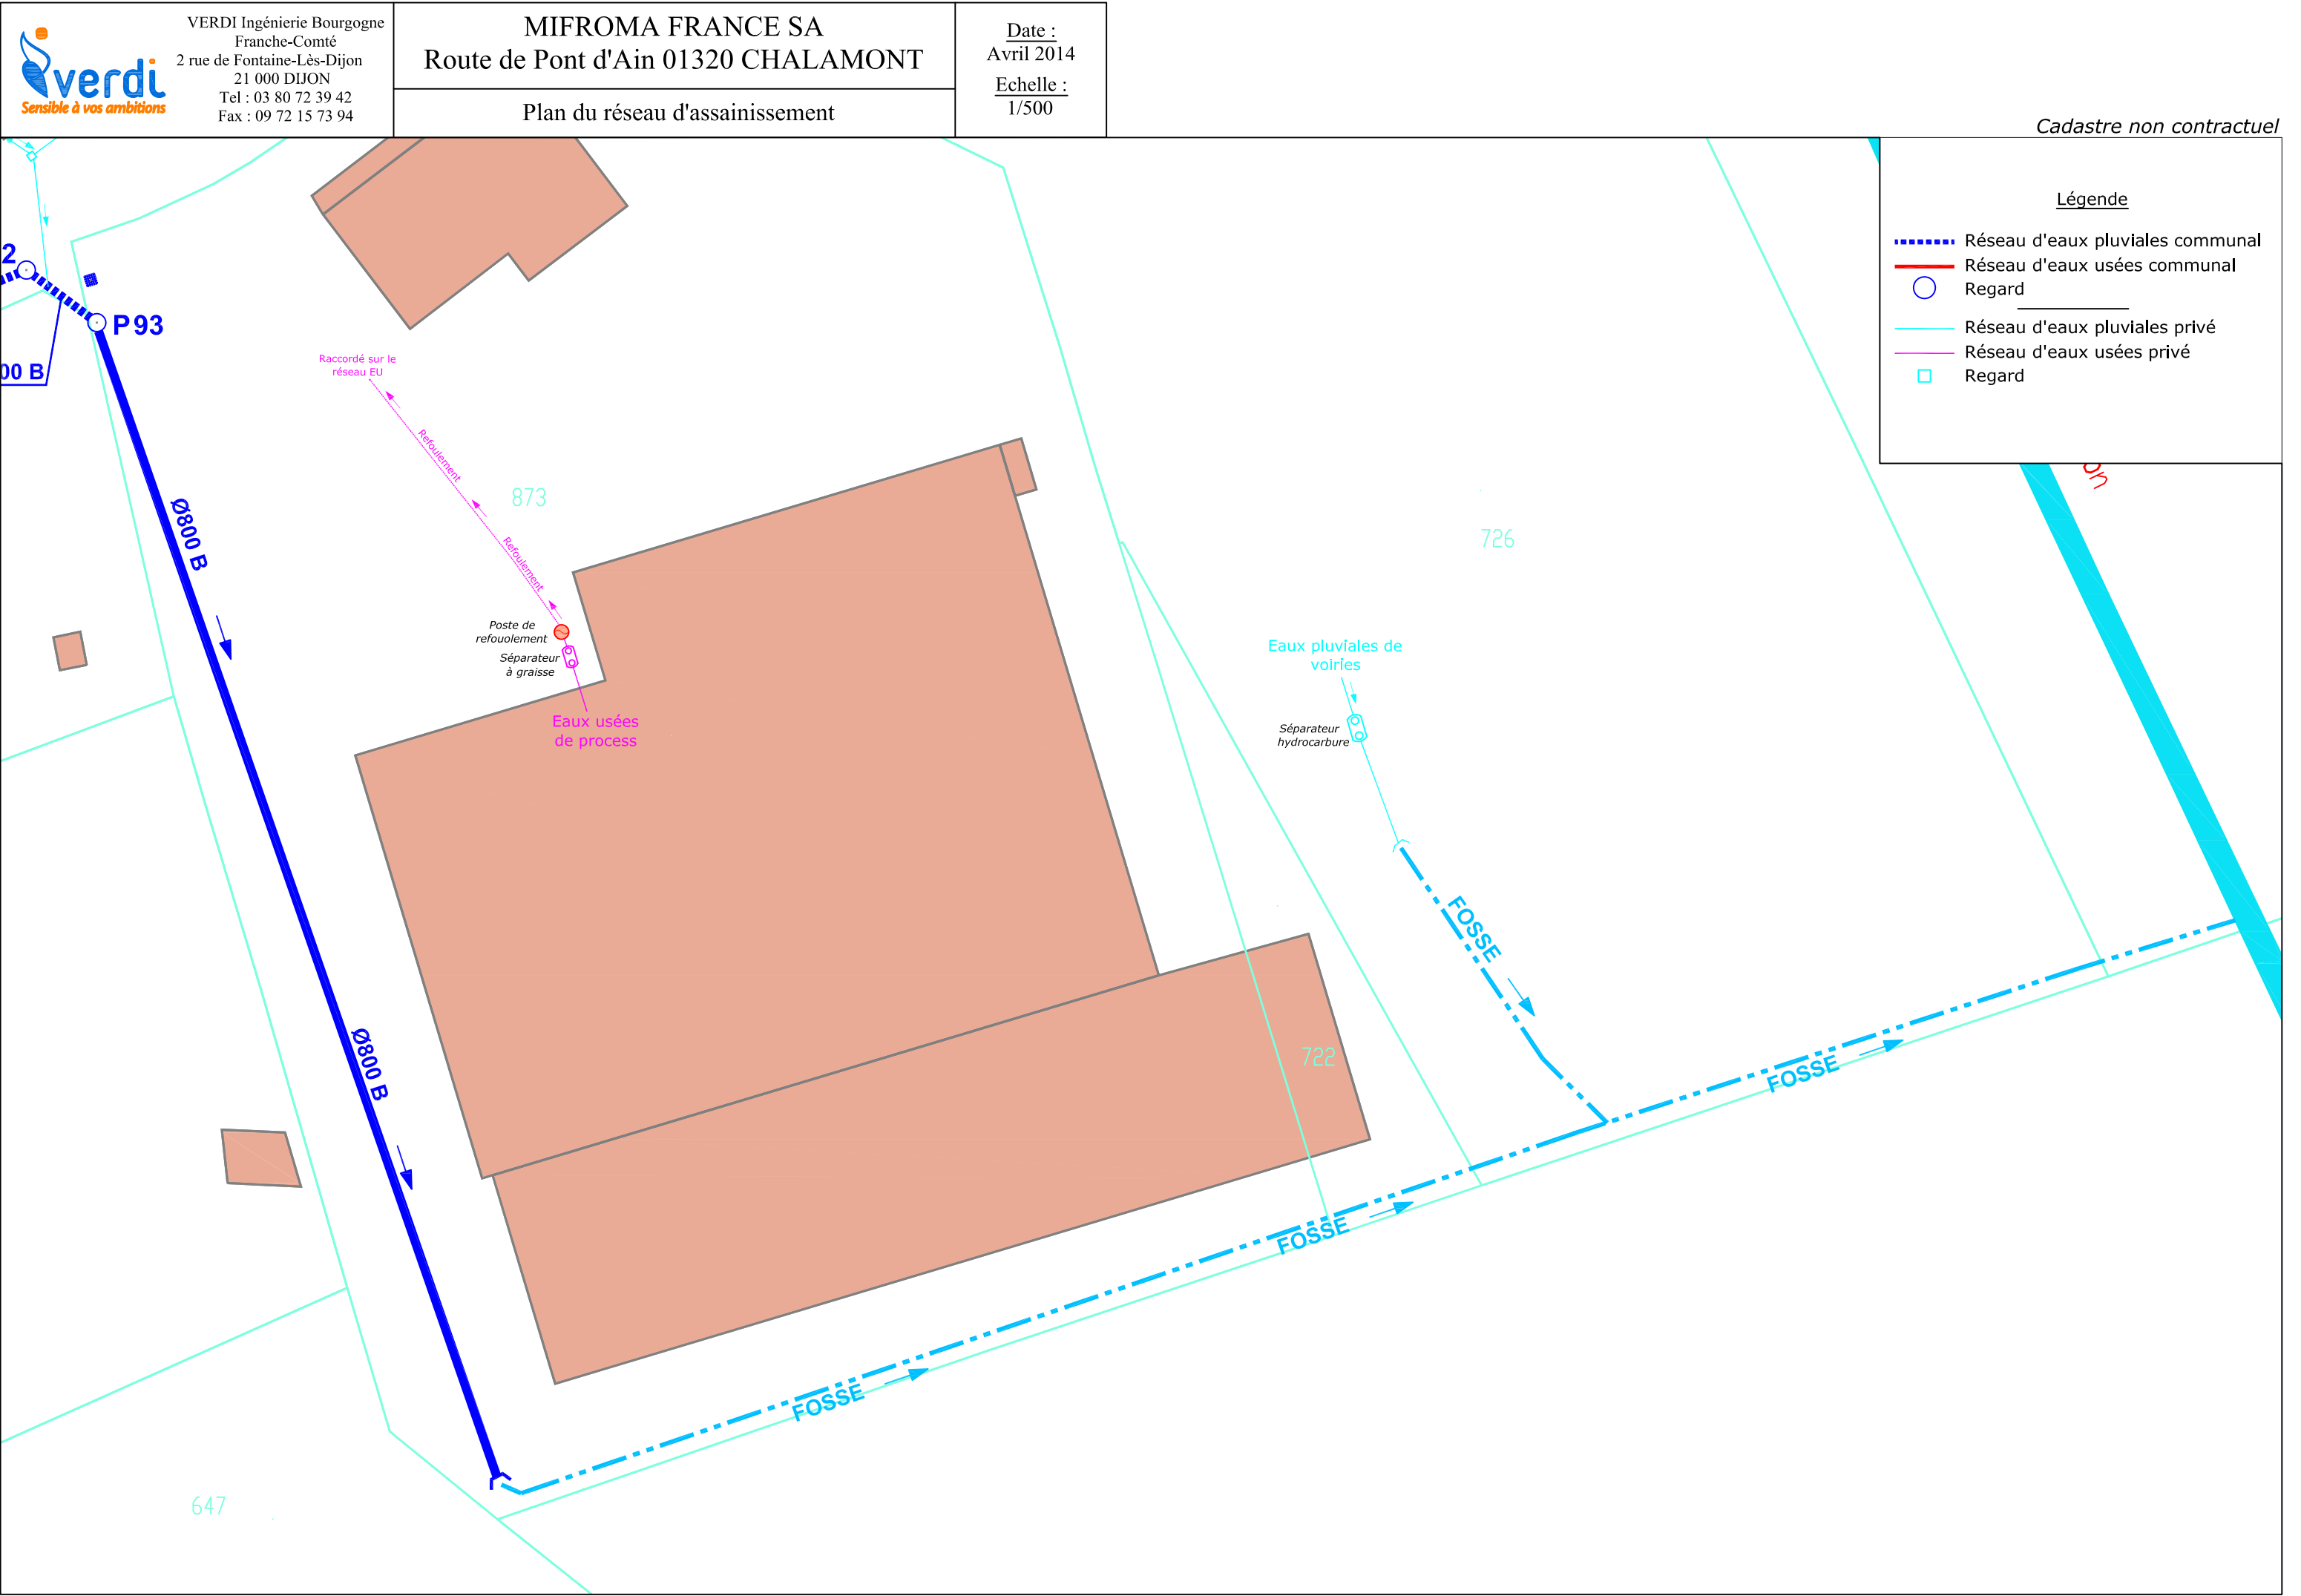 verdi
Sensible à vos ambitions
VERDI Ingénierie Bourgogne
Franche-Comté
2 rue de Fontaine-Lès-Dijon
21 000 DIJON
Tel : 03 80 72 39 42
Fax : 09 72 15 73 94
MIFROMA FRANCE SA
Route de Pont d'Ain 01320 CHALAMONT
Plan du réseau d'assainissement
Date :
Avril 2014
Echelle :
1/500
Cadastre non contractuel
Légende
Réseau d'eaux pluviales communal
Réseau d'eaux usées communal
Regard
Réseau d'eaux pluviales privé
Réseau d'eaux usées privé
Regard
2
P93
00 B
Raccordé sur le
réseau EU
Refoulement
873
Ø800 B
Refoulement
726
Poste de
refouolement
Séparateur
à graisse
Eaux usées
de process
Eaux pluviales de
voiries
Séparateur
hydrocarbure
FOSSE
Ø800 B
722
FOSSE
FOSSE
FOSSE
647